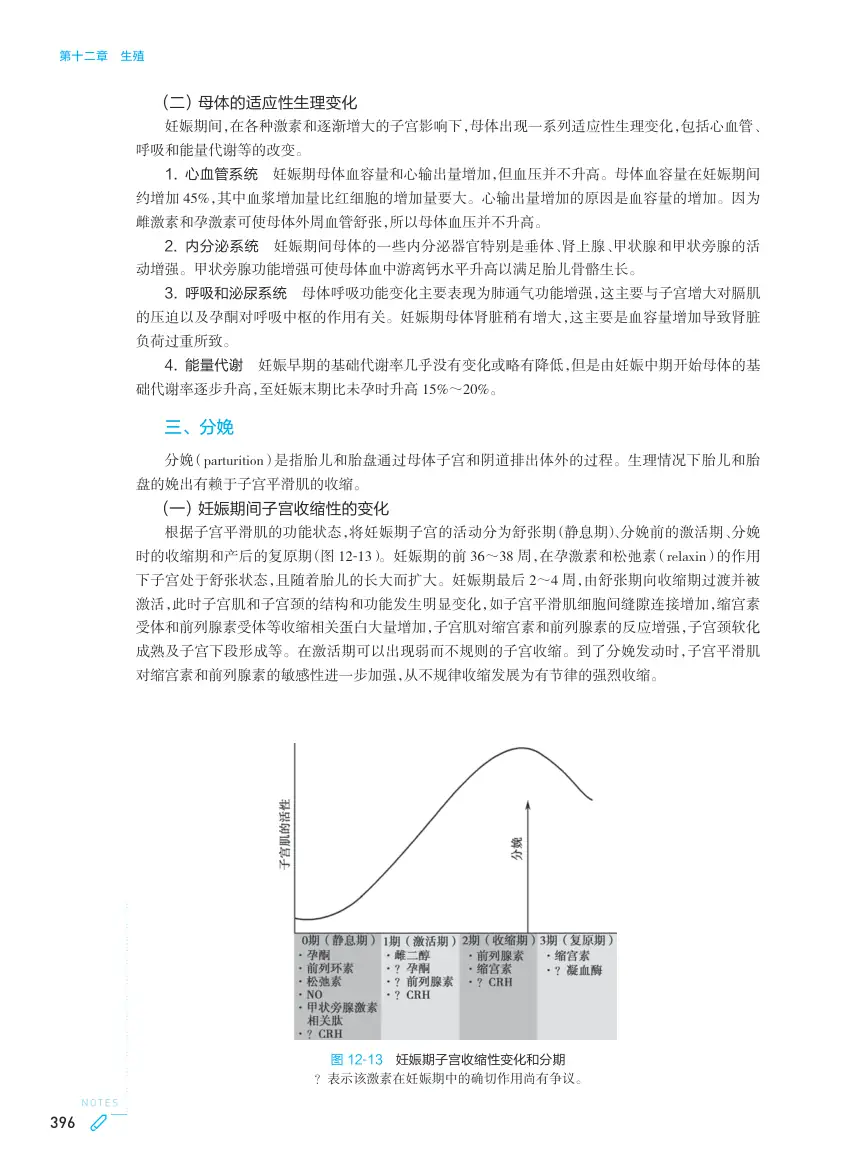 第十二章　生殖
（二）母体的适应性生理变化
妊娠期间，在各种激素和逐渐增大的子宫影响下，母体出现一系列适应性生理变化，包括心血管、
呼吸和能量代谢等的改变。
1. 心血管系统　妊娠期母体血容量和心输出量增加，但血压并不升高。母体血容量在妊娠期间
约增加 45%，其中血浆增加量比红细胞的增加量要大。心输出量增加的原因是血容量的增加。因为
雌激素和孕激素可使母体外周血管舒张，所以母体血压并不升高。
2. 内分泌系统　妊娠期间母体的一些内分泌器官特别是垂体、肾上腺、甲状腺和甲状旁腺的活
动增强。甲状旁腺功能增强可使母体血中游离钙水平升高以满足胎儿骨骼生长。
3. 呼吸和泌尿系统　母体呼吸功能变化主要表现为肺通气功能增强，这主要与子宫增大对膈肌
的压迫以及孕酮对呼吸中枢的作用有关。妊娠期母体肾脏稍有增大，这主要是血容量增加导致肾脏
负荷过重所致。
4. 能量代谢　妊娠早期的基础代谢率几乎没有变化或略有降低，但是由妊娠中期开始母体的基
础代谢率逐步升高，至妊娠末期比未孕时升高 15%～20%。
三、分娩
分娩（parturition）是指胎儿和胎盘通过母体子宫和阴道排出体外的过程。生理情况下胎儿和胎
盘的娩出有赖于子宫平滑肌的收缩。
（一）妊娠期间子宫收缩性的变化
根据子宫平滑肌的功能状态，将妊娠期子宫的活动分为舒张期（静息期）、分娩前的激活期、分娩
时的收缩期和产后的复原期（图 12-13）。妊娠期的前 36～38 周，在孕激素和松弛素（relaxin）的作用
下子宫处于舒张状态，且随着胎儿的长大而扩大。妊娠期最后 2～4 周，由舒张期向收缩期过渡并被
激活，此时子宫肌和子宫颈的结构和功能发生明显变化，如子宫平滑肌细胞间缝隙连接增加，缩宫素
受体和前列腺素受体等收缩相关蛋白大量增加，子宫肌对缩宫素和前列腺素的反应增强，子宫颈软化
成熟及子宫下段形成等。在激活期可以出现弱而不规则的子宫收缩。到了分娩发动时，子宫平滑肌
对缩宫素和前列腺素的敏感性进一步加强，从不规律收缩发展为有节律的强烈收缩。
子宫肌的活性
分娩
0期（静息期）
・孕酮
・前列环素
・松弛素
・NO
・甲状旁腺激素
相关肽
・？CRH
1期（激活期）
・雌二醇
・？孕酮
・？前列腺素
・？CRH
2期（收缩期）
・前列腺素
・缩宫素
・？CRH
3期（复原期）
・缩宫素
・？凝血酶
图 12-13　妊娠期子宫收缩性变化和分期
？表示该激素在妊娠期中的确切作用尚有争议。
NOTES
396